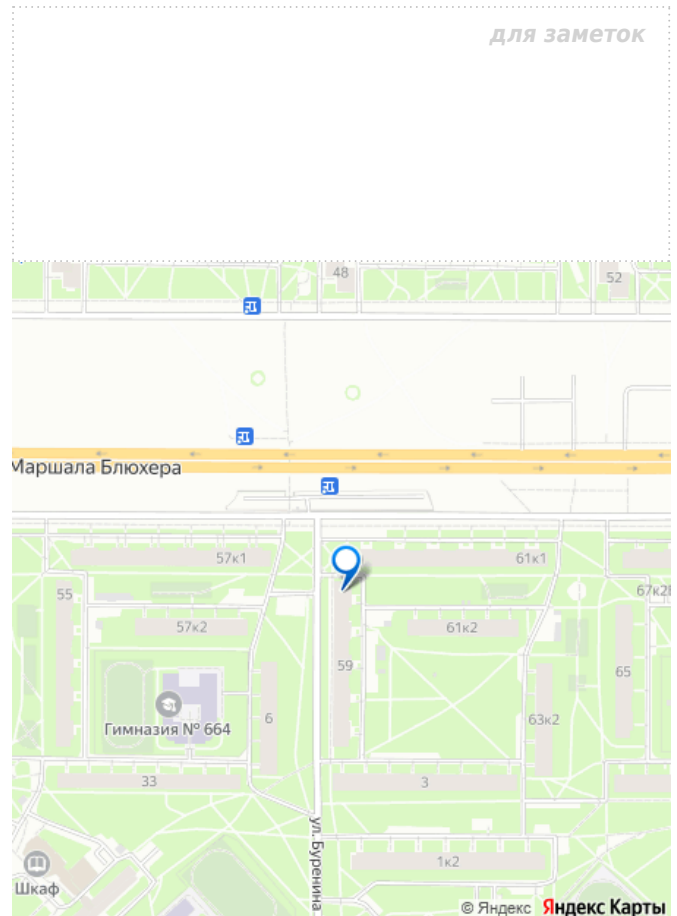 для заметок
48
52
Маршала Блюхера
57к1
61к1
55
67к2
57к2
61к2
59
65
6
63к2
Гимназия № 664
33
3
ул. Буренина
1к2
Шкаф
© Яндекс Яндекс Карты